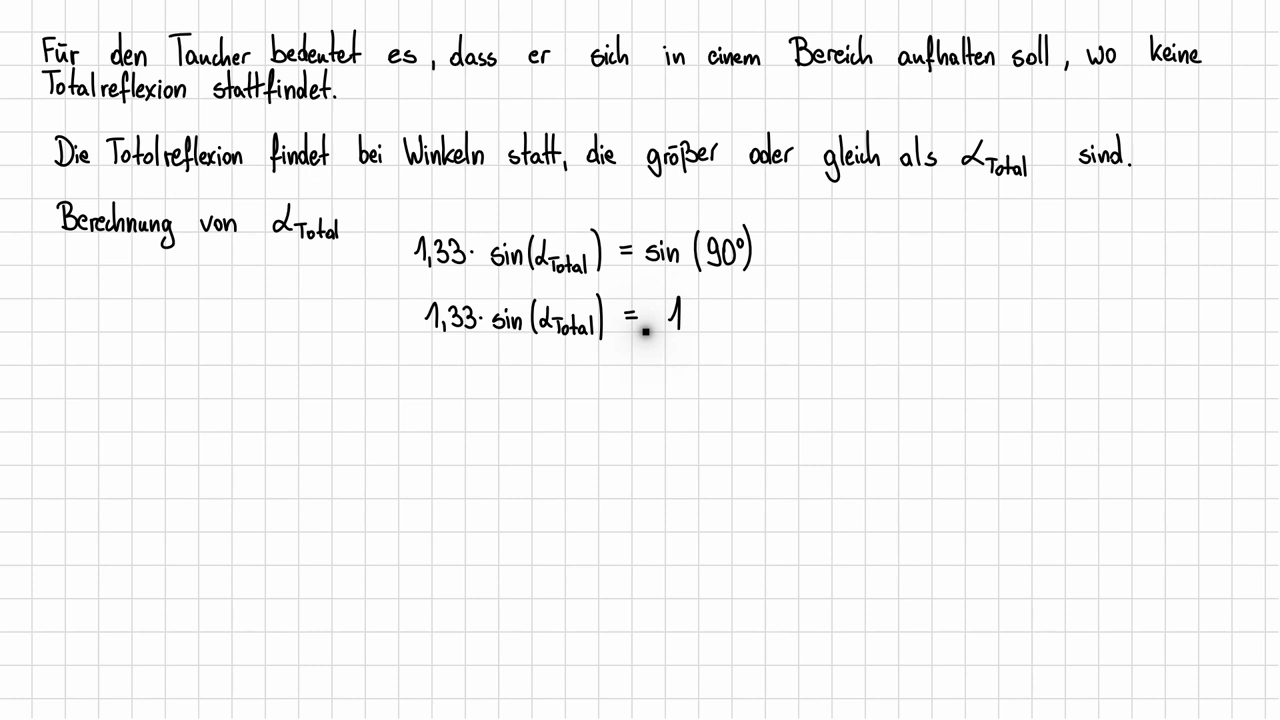 Für den Taucher bedeutet es, dass er sich in einem Bereich aufhalten soll, wo keine
Totalreflexion stattfindet.
Die Totalreflexion findet bei Winkeln statt, die größer oder gleich als α_Total sind.
Berechnung von α_Total
1,33 · sin(α_Total) = sin (90°)
1,33 · sin(α_Total) = 1